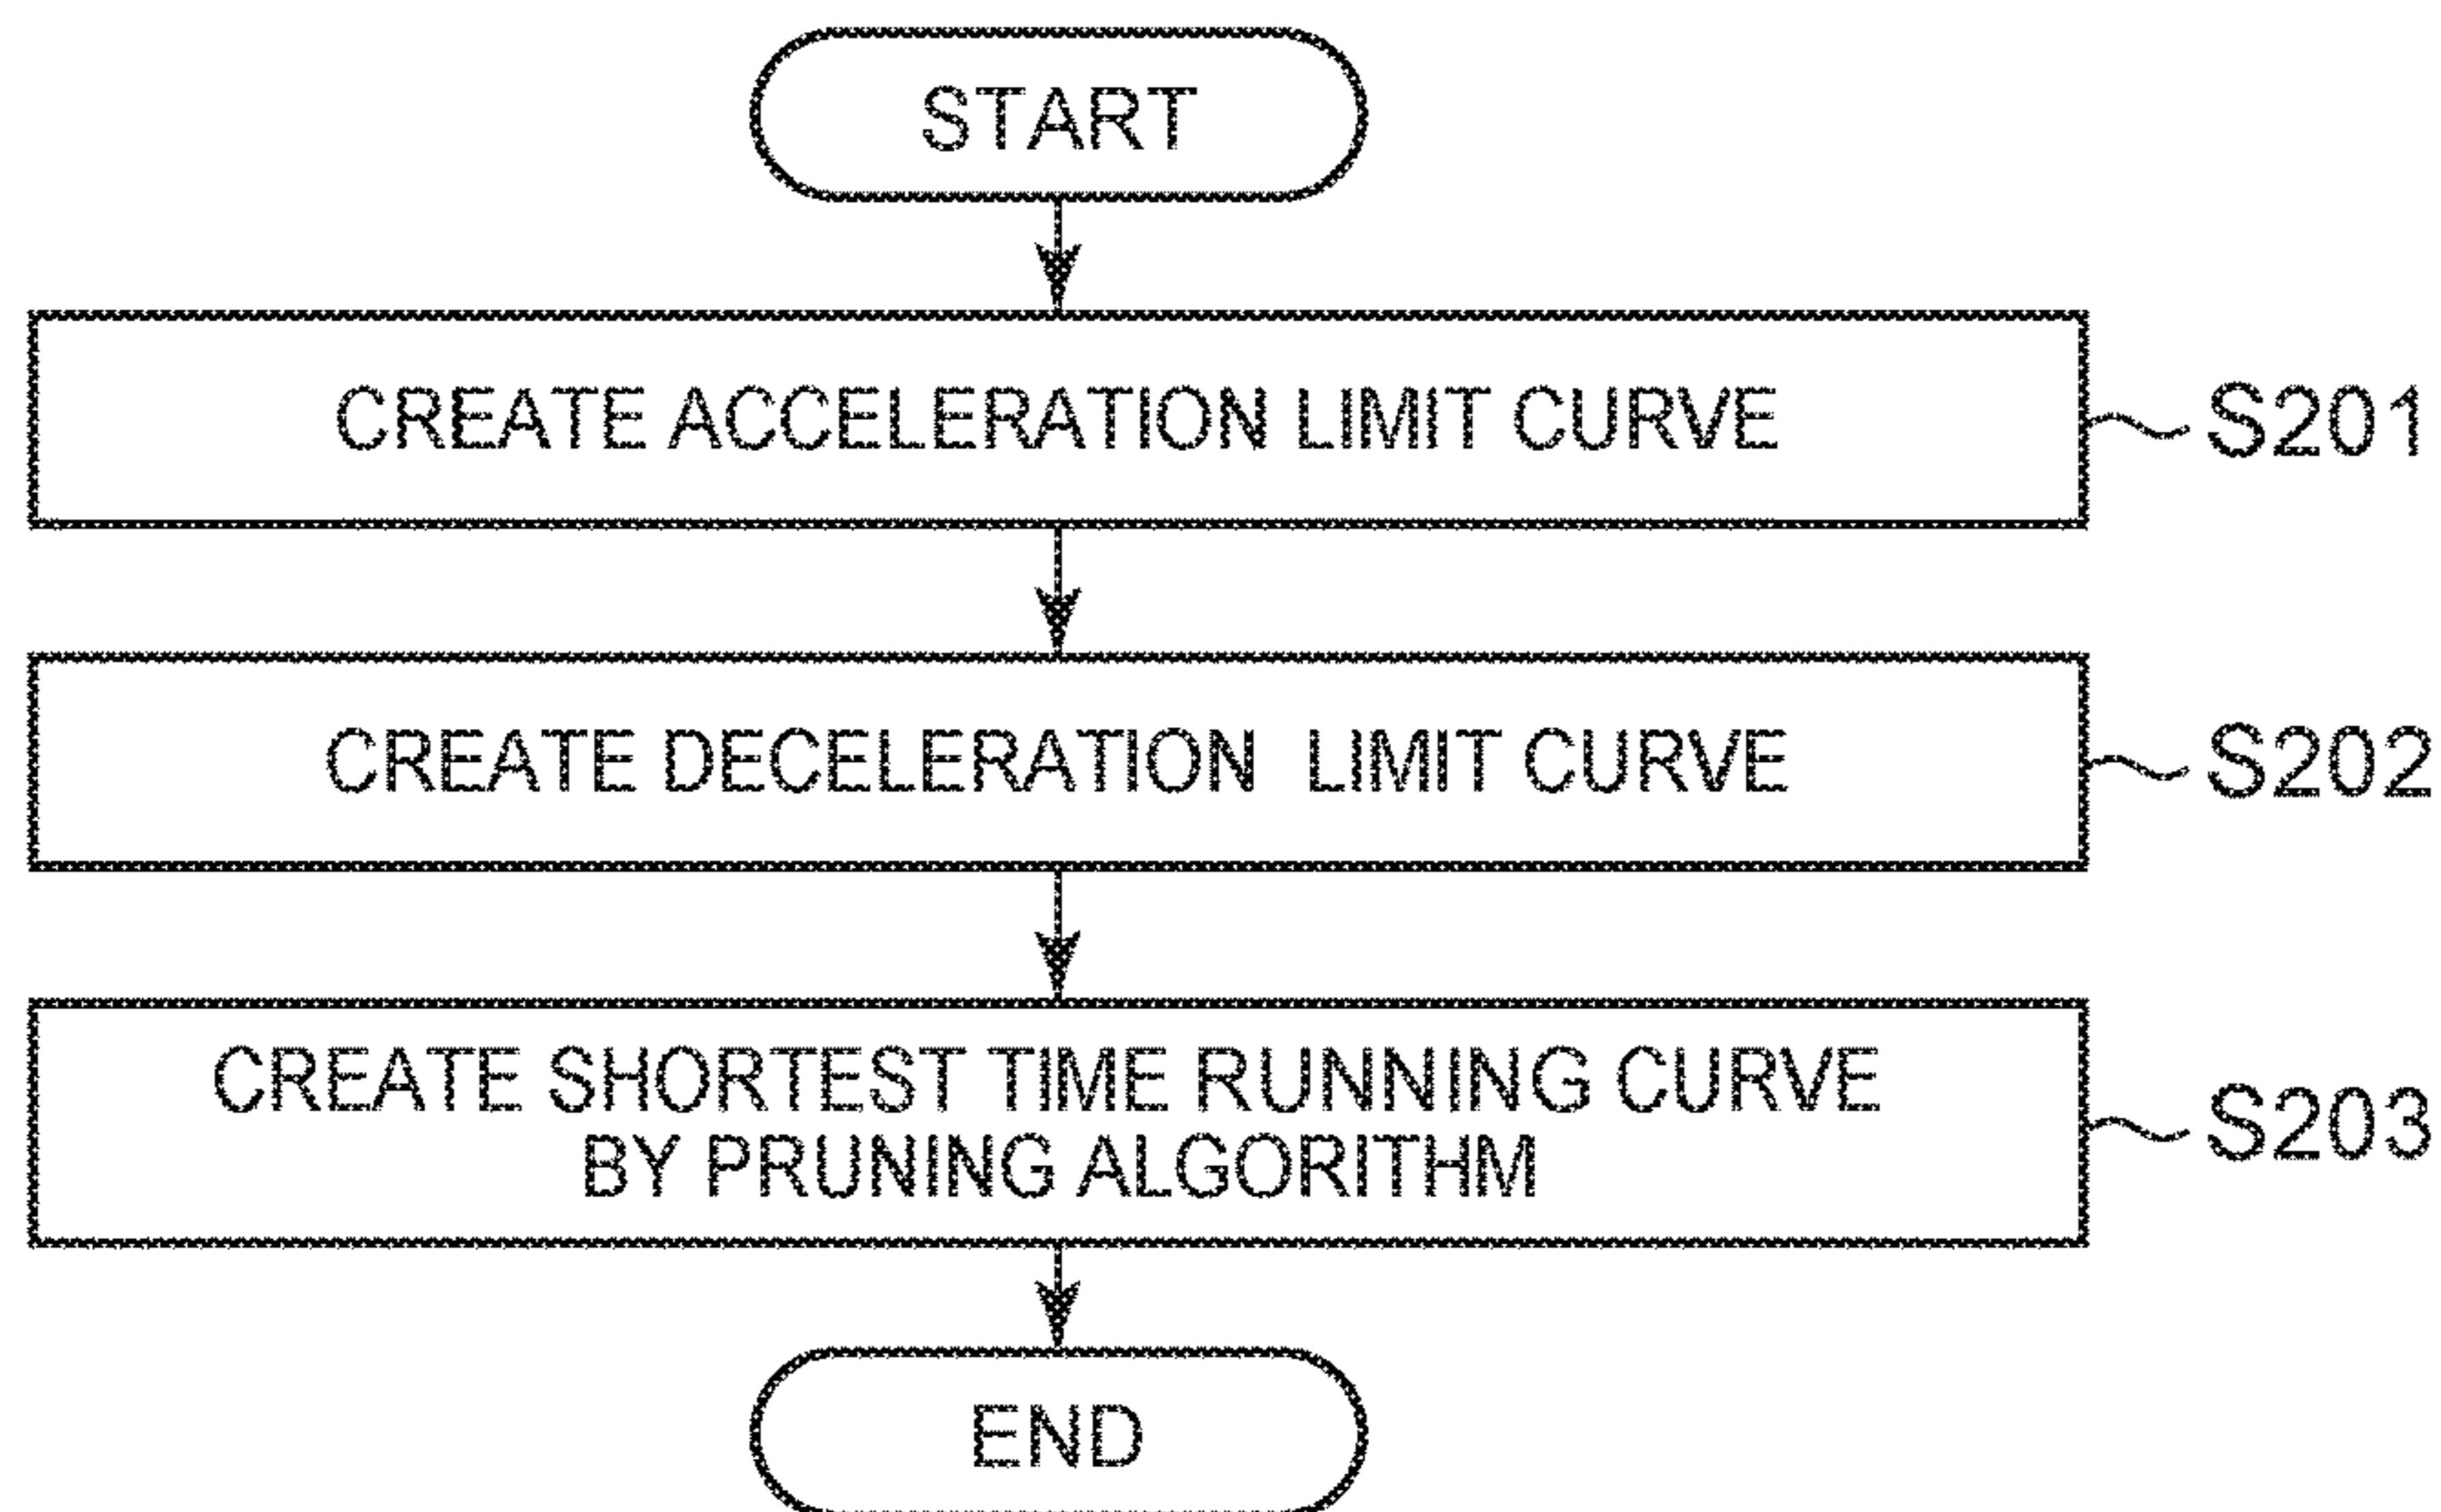 START
CREATE ACCELERATION LIMIT CURVE
S201
CREATE DECELERATION LIMIT CURVE
S202
CREATE SHORTEST TIME RUNNING CURVE
BY PRUNING ALGORITHM
S203
END